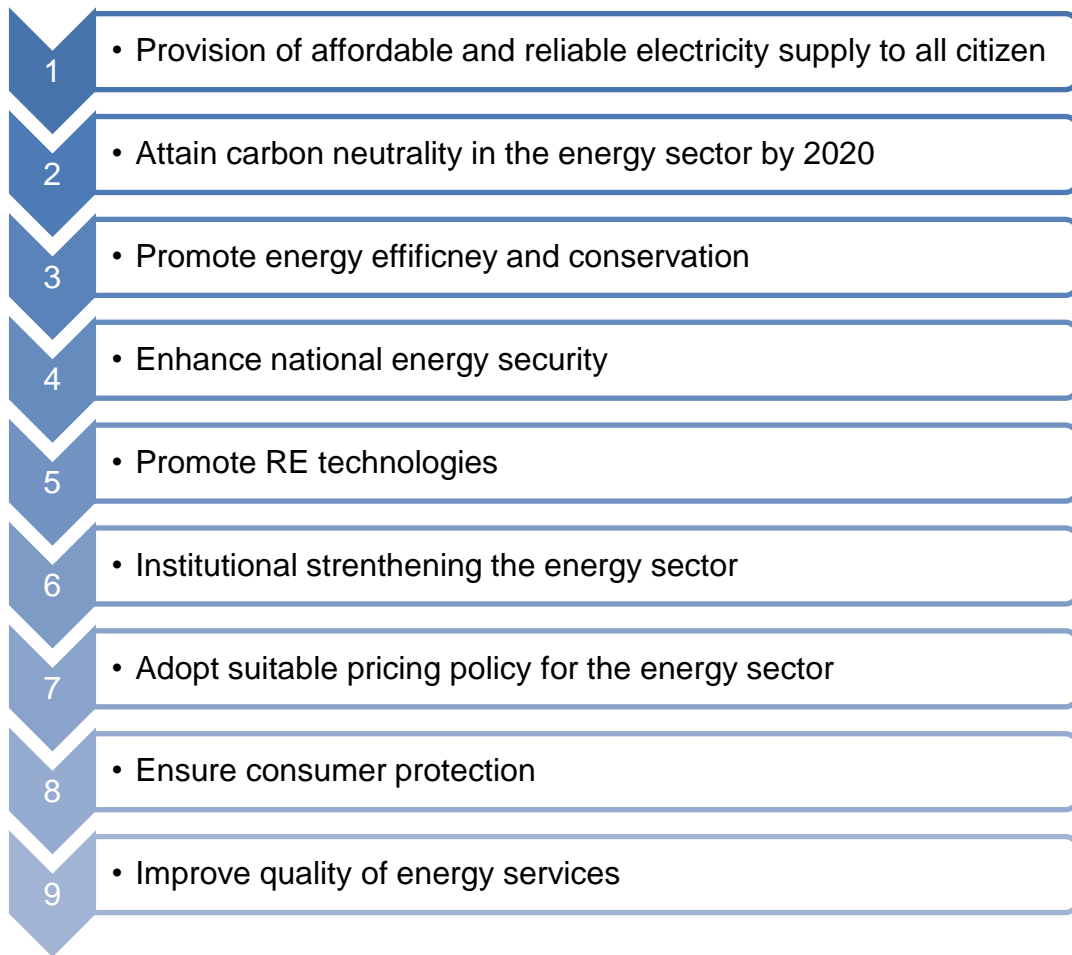 1
• Provision of affordable and reliable electricity supply to all citizen
2
• Attain carbon neutrality in the energy sector by 2020
3
• Promote energy effificney and conservation
4
• Enhance national energy security
5
• Promote RE technologies
6
• Institutional strenthening the energy sector
7
• Adopt suitable pricing policy for the energy sector
8
• Ensure consumer protection
9
• Improve quality of energy services